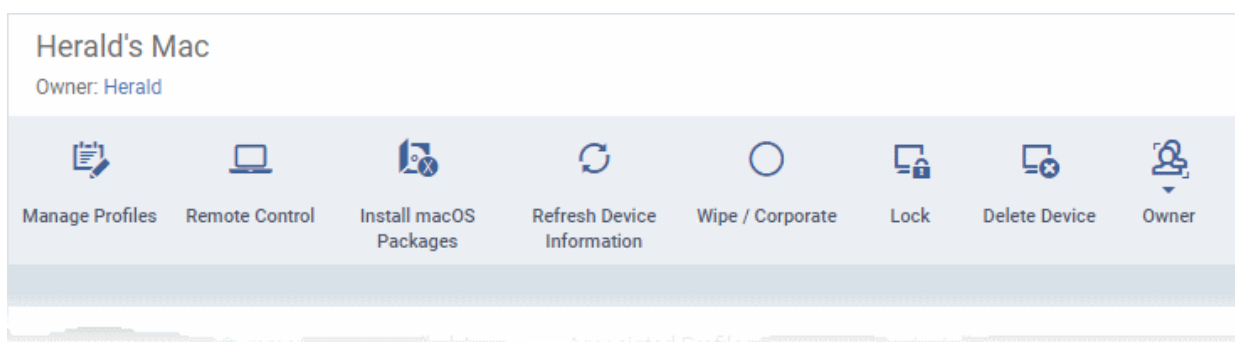 Herald's Mac
Owner: Herald
Manage Profiles
Remote Control
Install macOS
Packages
Refresh Device
Information
Wipe / Corporate
Lock
Delete Device
Owner